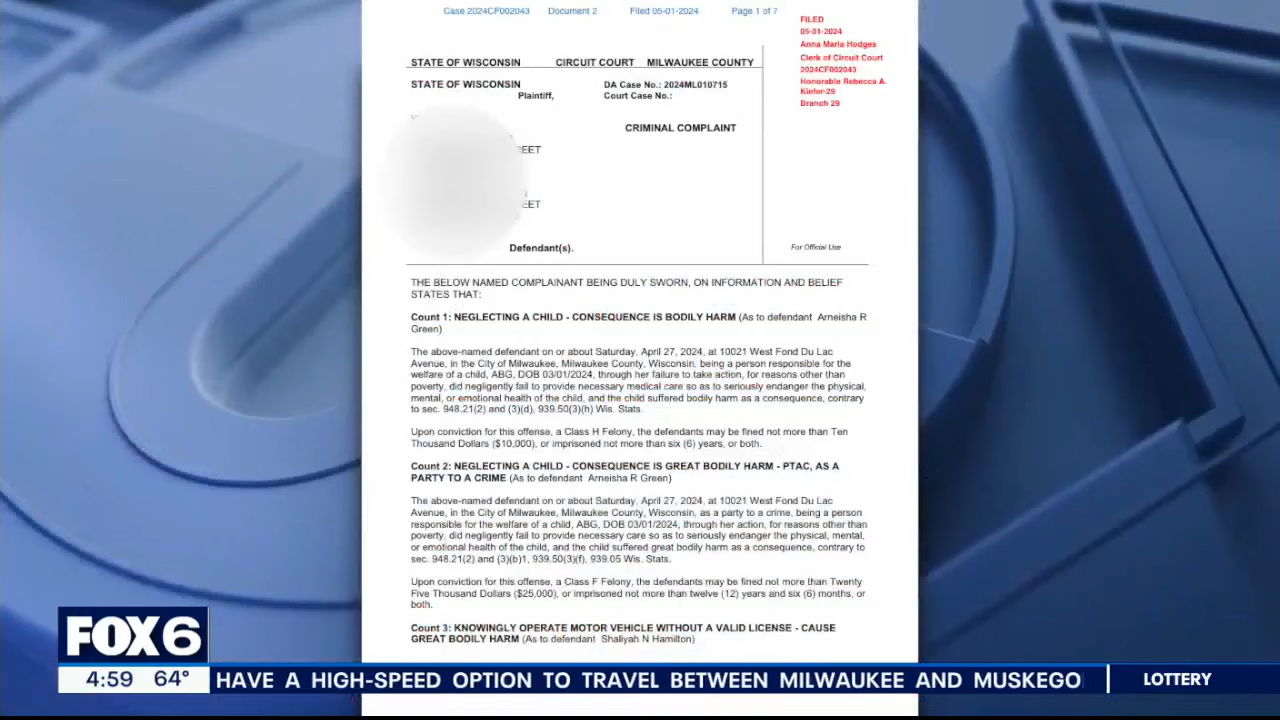 Case 2024CF002043 Document 2 Filed 05-01-2024 Page 1 of 7
FILED
05-01-2024
Anna Maria Hodges
Clerk of Circuit Court
2024CF002043
Honorable Rebecca A.
Kiefer-29
Branch 29
STATE OF WISCONSIN CIRCUIT COURT MILWAUKEE COUNTY
STATE OF WISCONSIN
Plaintiff,
DA Case No.: 2024ML010715
Court Case No.:
CRIMINAL COMPLAINT
EET
EET
Defendant(s).
For Official Use
THE BELOW NAMED COMPLAINANT BEING DULY SWORN, ON INFORMATION AND BELIEF
STATES THAT:
Count 1: NEGLECTING A CHILD - CONSEQUENCE IS BODILY HARM (As to defendant Arneisha R
Green)
The above-named defendant on or about Saturday, April 27, 2024, at 10021 West Fond Du Lac
Avenue, in the City of Milwaukee, Milwaukee County, Wisconsin, being a person responsible for the
welfare of a child, ABG, DOB 03/01/2024, through her failure to take action, for reasons other than
poverty, did negligently fail to provide necessary medical care so as to seriously endanger the physical,
mental, or emotional health of the child, and the child suffered bodily harm as a consequence, contrary
to sec. 948.21(2) and (3)(d), 939.50(3)(h) Wis. Stats.
Upon conviction for this offense, a Class H Felony, the defendants may be fined not more than Ten
Thousand Dollars ($10,000), or imprisoned not more than six (6) years, or both.
Count 2: NEGLECTING A CHILD - CONSEQUENCE IS GREAT BODILY HARM - PTAC, AS A
PARTY TO A CRIME (As to defendant Arneisha R Green)
The above-named defendant on or about Saturday, April 27, 2024, at 10021 West Fond Du Lac
Avenue, in the City of Milwaukee, Milwaukee County, Wisconsin, as a party to a crime, being a person
responsible for the welfare of a child, ABG, DOB 03/01/2024, through her action, for reasons other than
poverty, did negligently fail to provide necessary care so as to seriously endanger the physical, mental,
or emotional health of the child, and the child suffered great bodily harm as a consequence, contrary to
sec. 948.21(2) and (3)(b)1, 939.50(3)(f), 939.05 Wis. Stats.
Upon conviction for this offense, a Class F Felony, the defendants may be fined not more than Twenty
Five Thousand Dollars ($25,000), or imprisoned not more than twelve (12) years and six (6) months, or
both.
Count 3: KNOWINGLY OPERATE MOTOR VEHICLE WITHOUT A VALID LICENSE - CAUSE
GREAT BODILY HARM (As to defendant Shaliyah N Hamilton)
FOX6
4:59 64° HAVE A HIGH-SPEED OPTION TO TRAVEL BETWEEN MILWAUKEE AND MUSKEGO LOTTERY